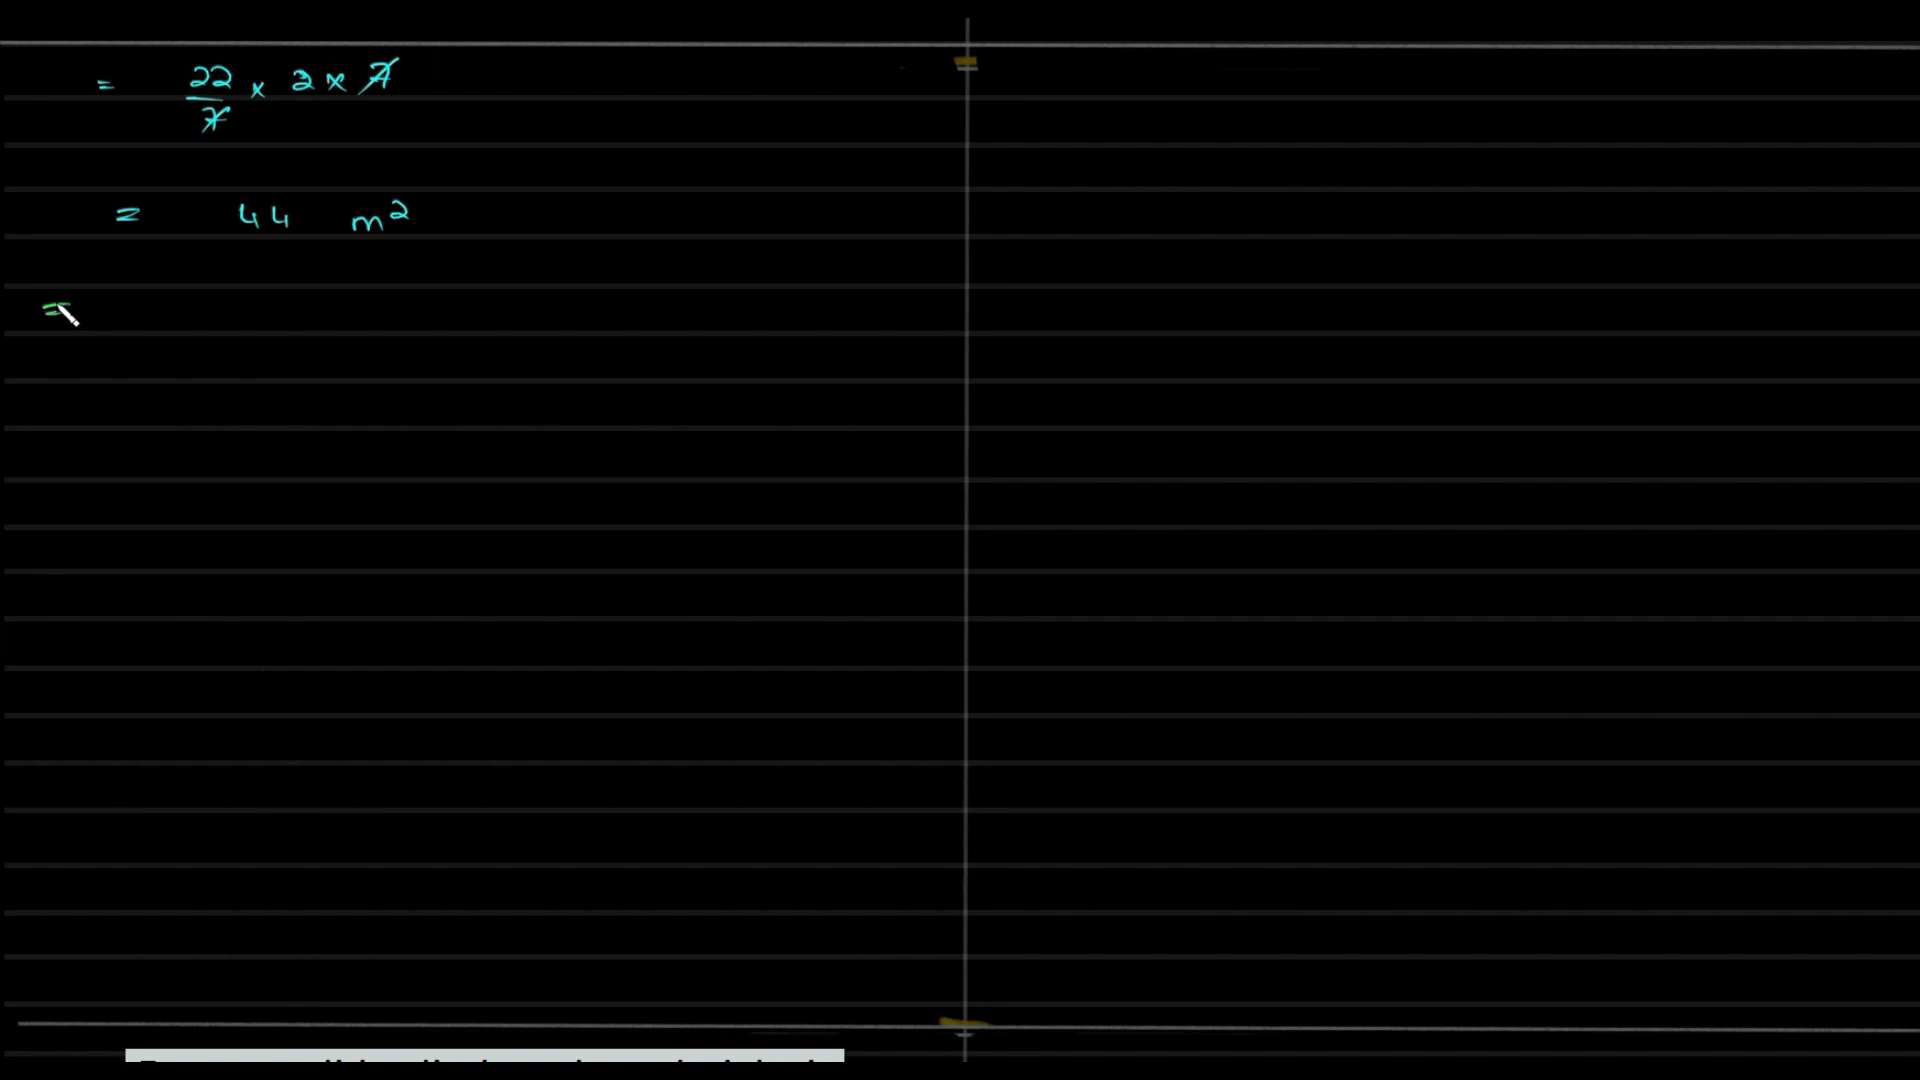 = 22/7 × 2 × 7
= 44 m²
=